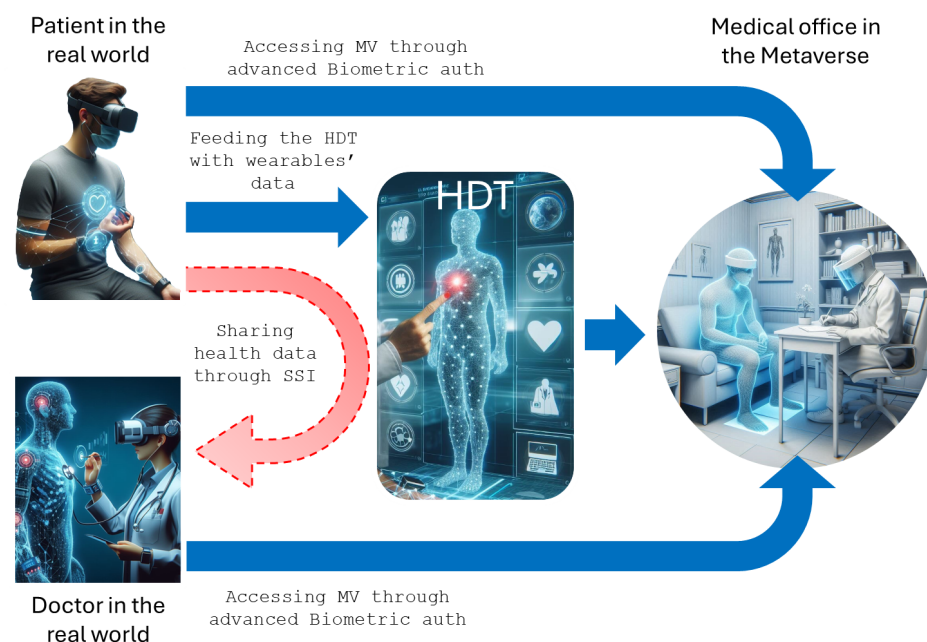 Patient in the
real world
Accessing MV through
advanced Biometric auth
Medical office in
the Metaverse
Feeding the HDT
with wearables’
data
HDT
Sharing
health data
through SSI
Doctor in the
real world
Accessing MV through
advanced Biometric auth